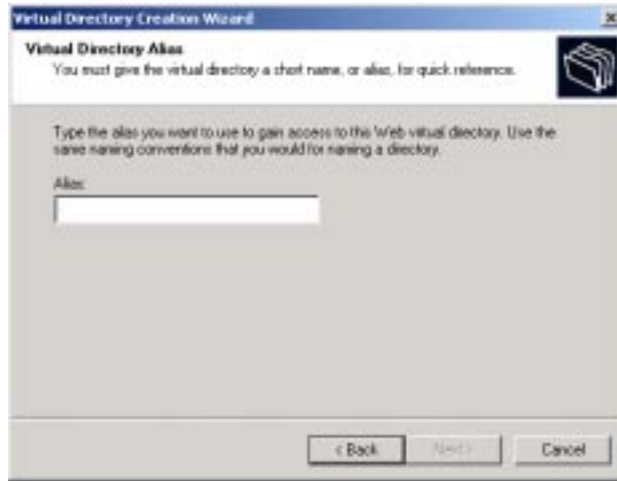 Virtual Directory Creation Wizard
Virtual Directory Alias
You must give the virtual directory a short name, or alias, for quick reference.
Type the alias you want to use to gain access to this Web virtual directory. Use the
same naming conventions that you would for naming a directory.
Alias:
< Back Next > Cancel